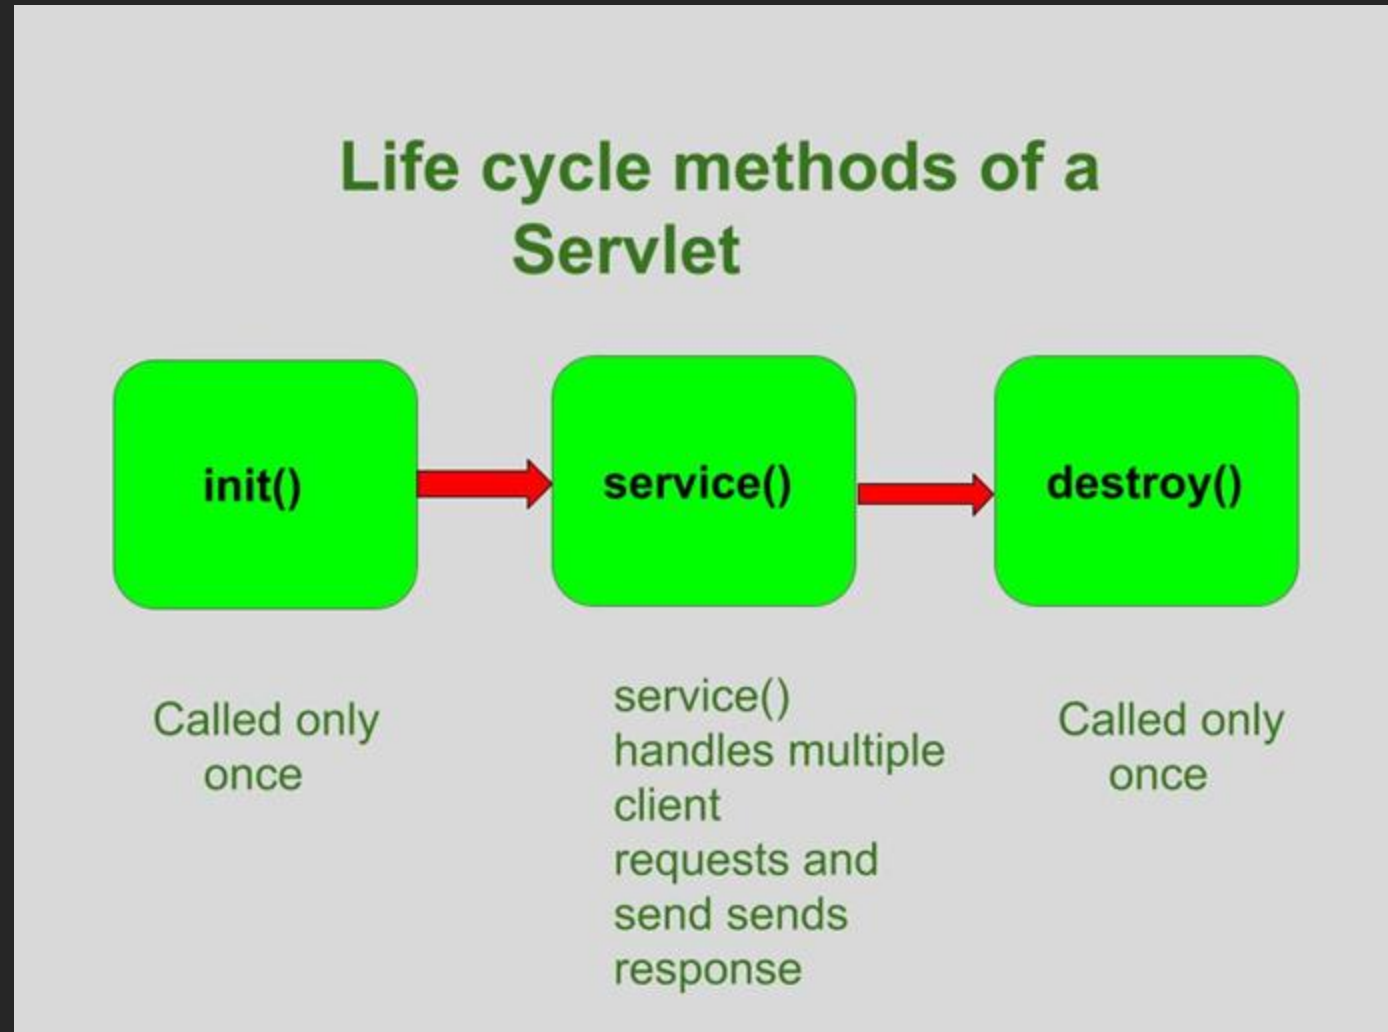 Life cycle methods of a
Servlet
init()
service()
destroy()
Called only
once
service()
handles multiple
client
requests and
send sends
response
Called only
once